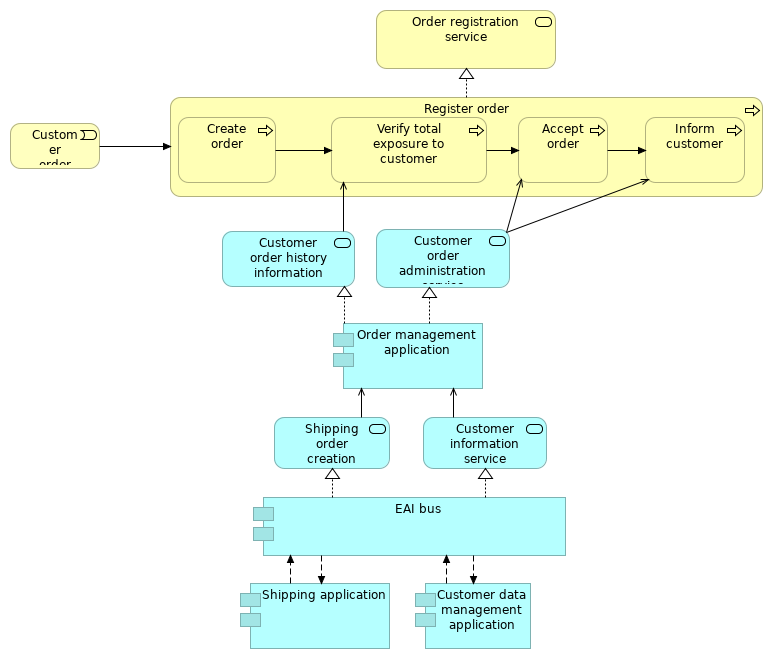 Order registration
service
Register order
Custom
er
order
Create
order
Verify total
exposure to
customer
Accept
order
Inform
customer
Customer
order history
information
Customer
order
administration
service
Order management
application
Shipping
order
creation
Customer
information
service
EAI bus
Shipping application
Customer data
management
application